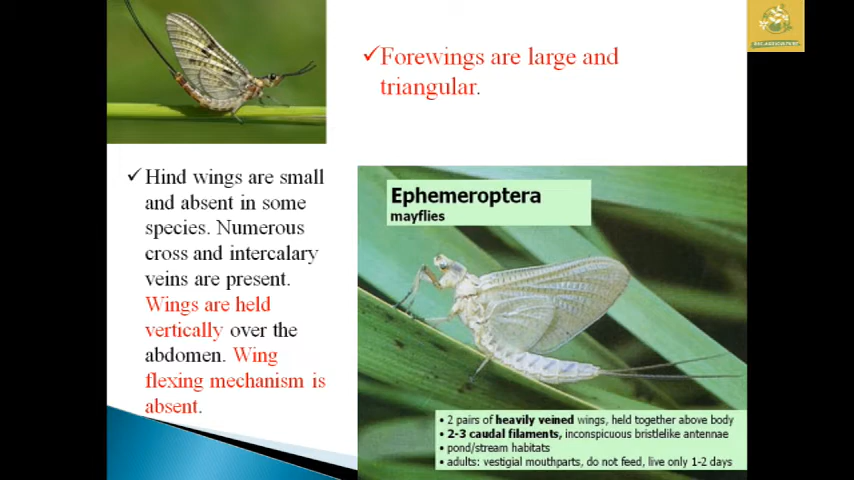 ✓Forewings are large and
triangular.
✓Hind wings are small
and absent in some
species. Numerous
cross and intercalary
veins are present.
Wings are held
vertically over the
abdomen. Wing
flexing mechanism is
absent.
Ephemeroptera
mayflies
• 2 pairs of heavily veined wings, held together above body
• 2-3 caudal filaments, inconspicuous bristlelike antennae
• pond/stream habitats
• adults: vestigial mouthparts, do not feed, live only 1-2 days